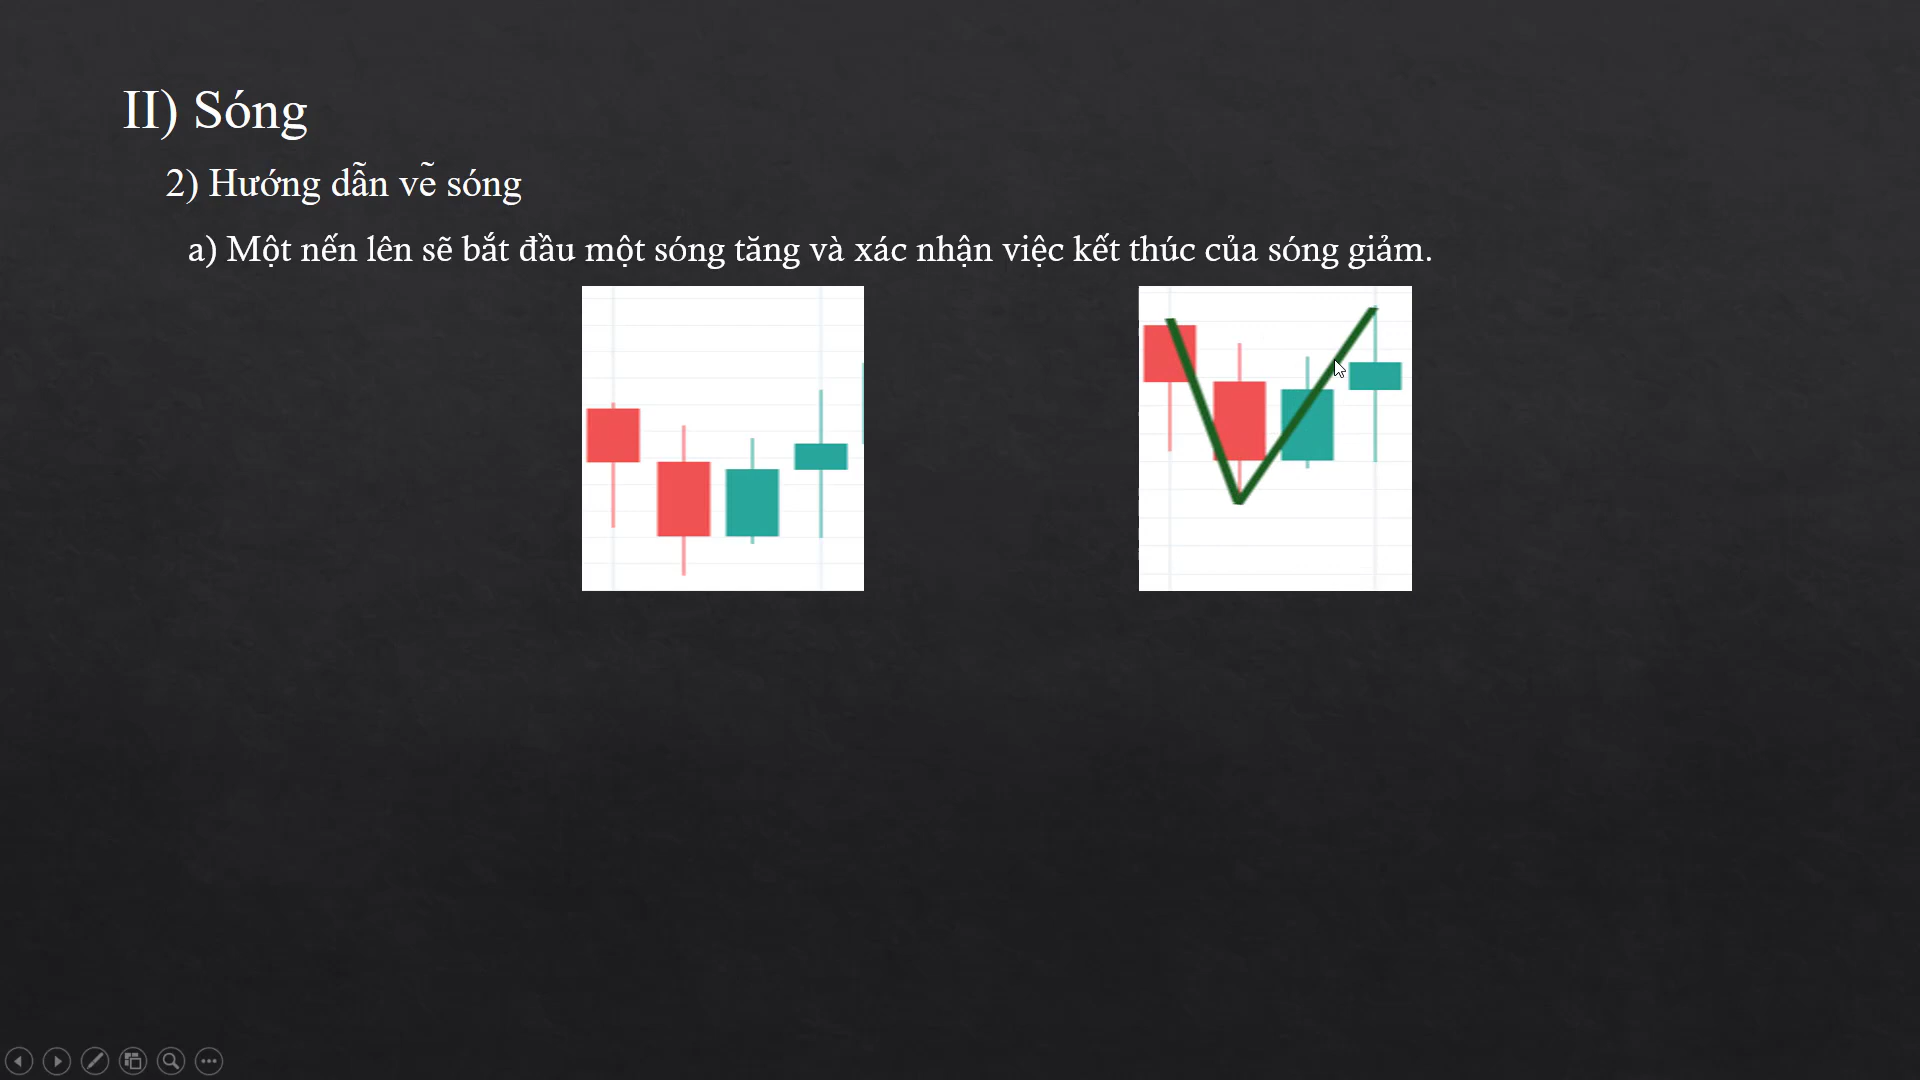 II) Sóng
2) Hướng dẫn vẽ sóng
a) Một nến lên sẽ bắt đầu một sóng tăng và xác nhận việc kết thúc của sóng giảm.